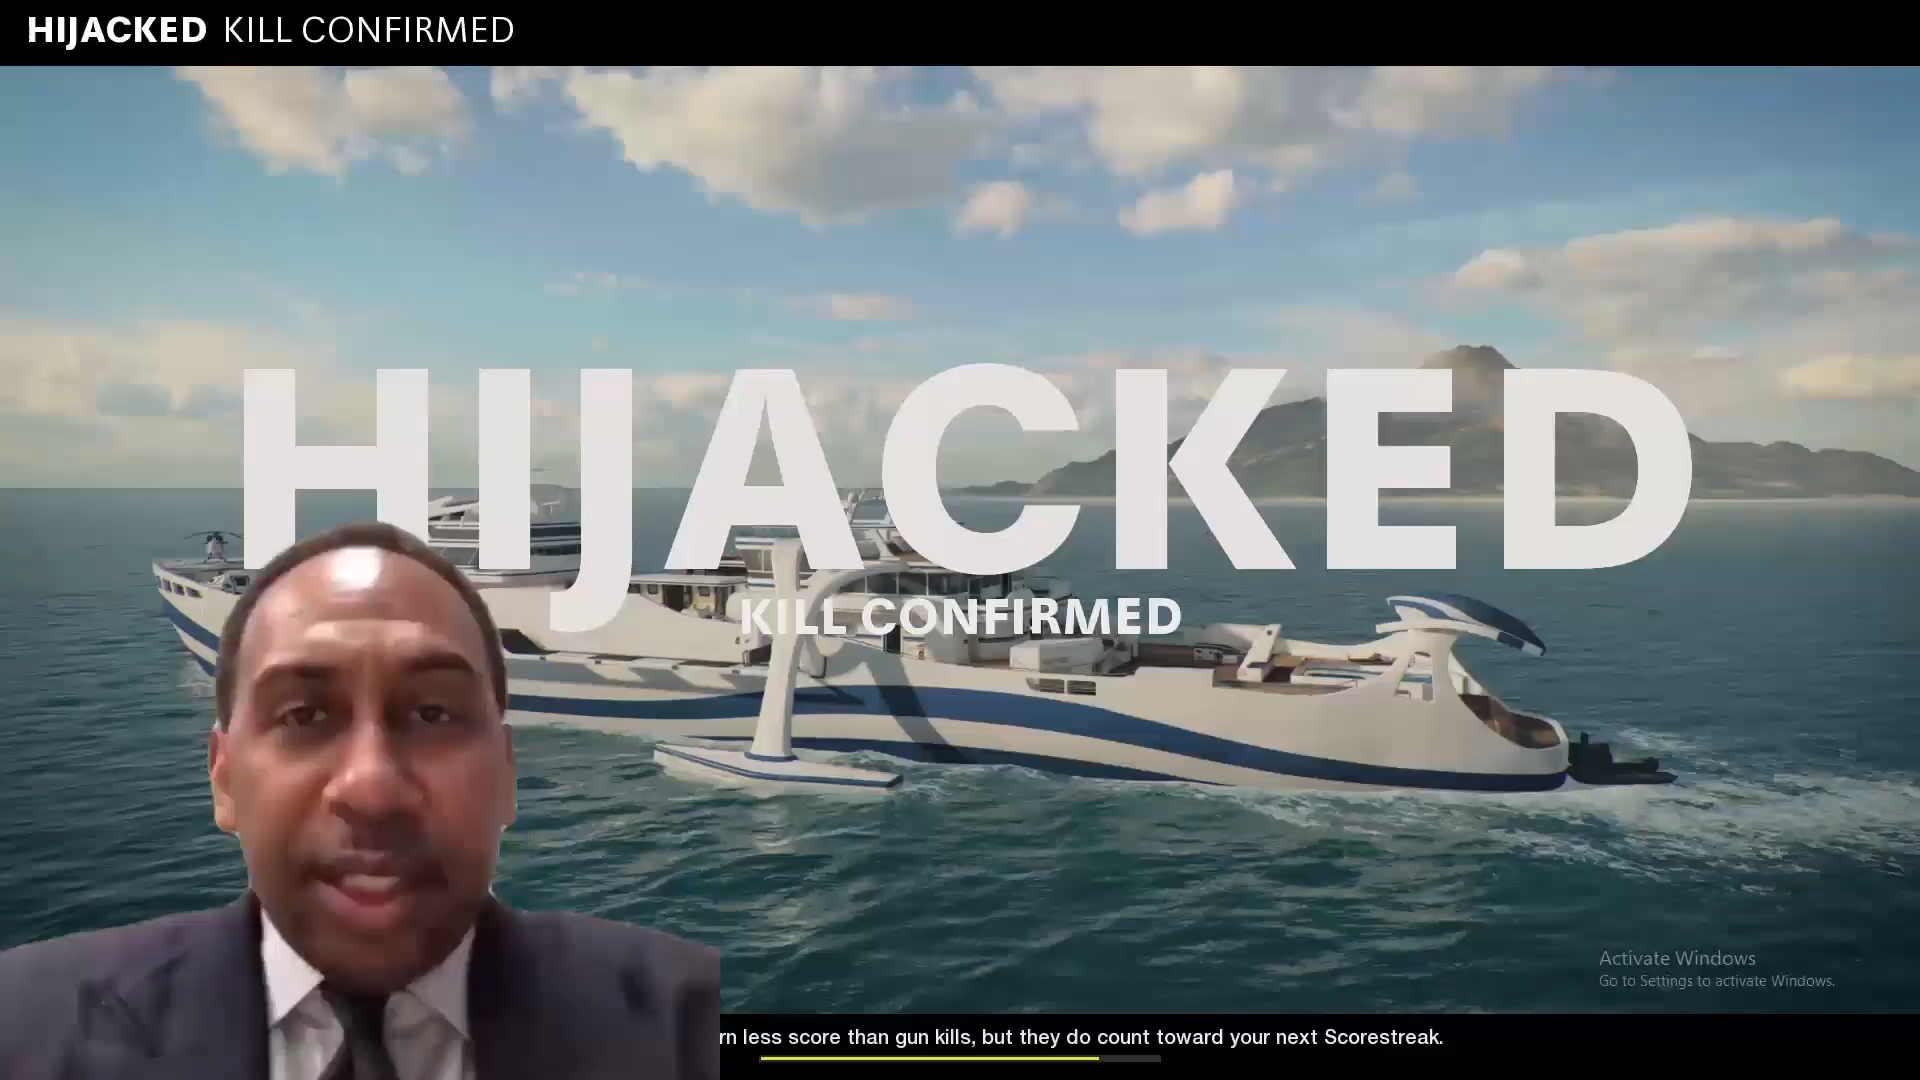 HIJACKED KILL CONFIRMED
HIJACKED
KILL CONFIRMED
Activate Windows
Go to Settings to activate Windows.
less score than gun kills, but they do count toward your next Scorestreak.